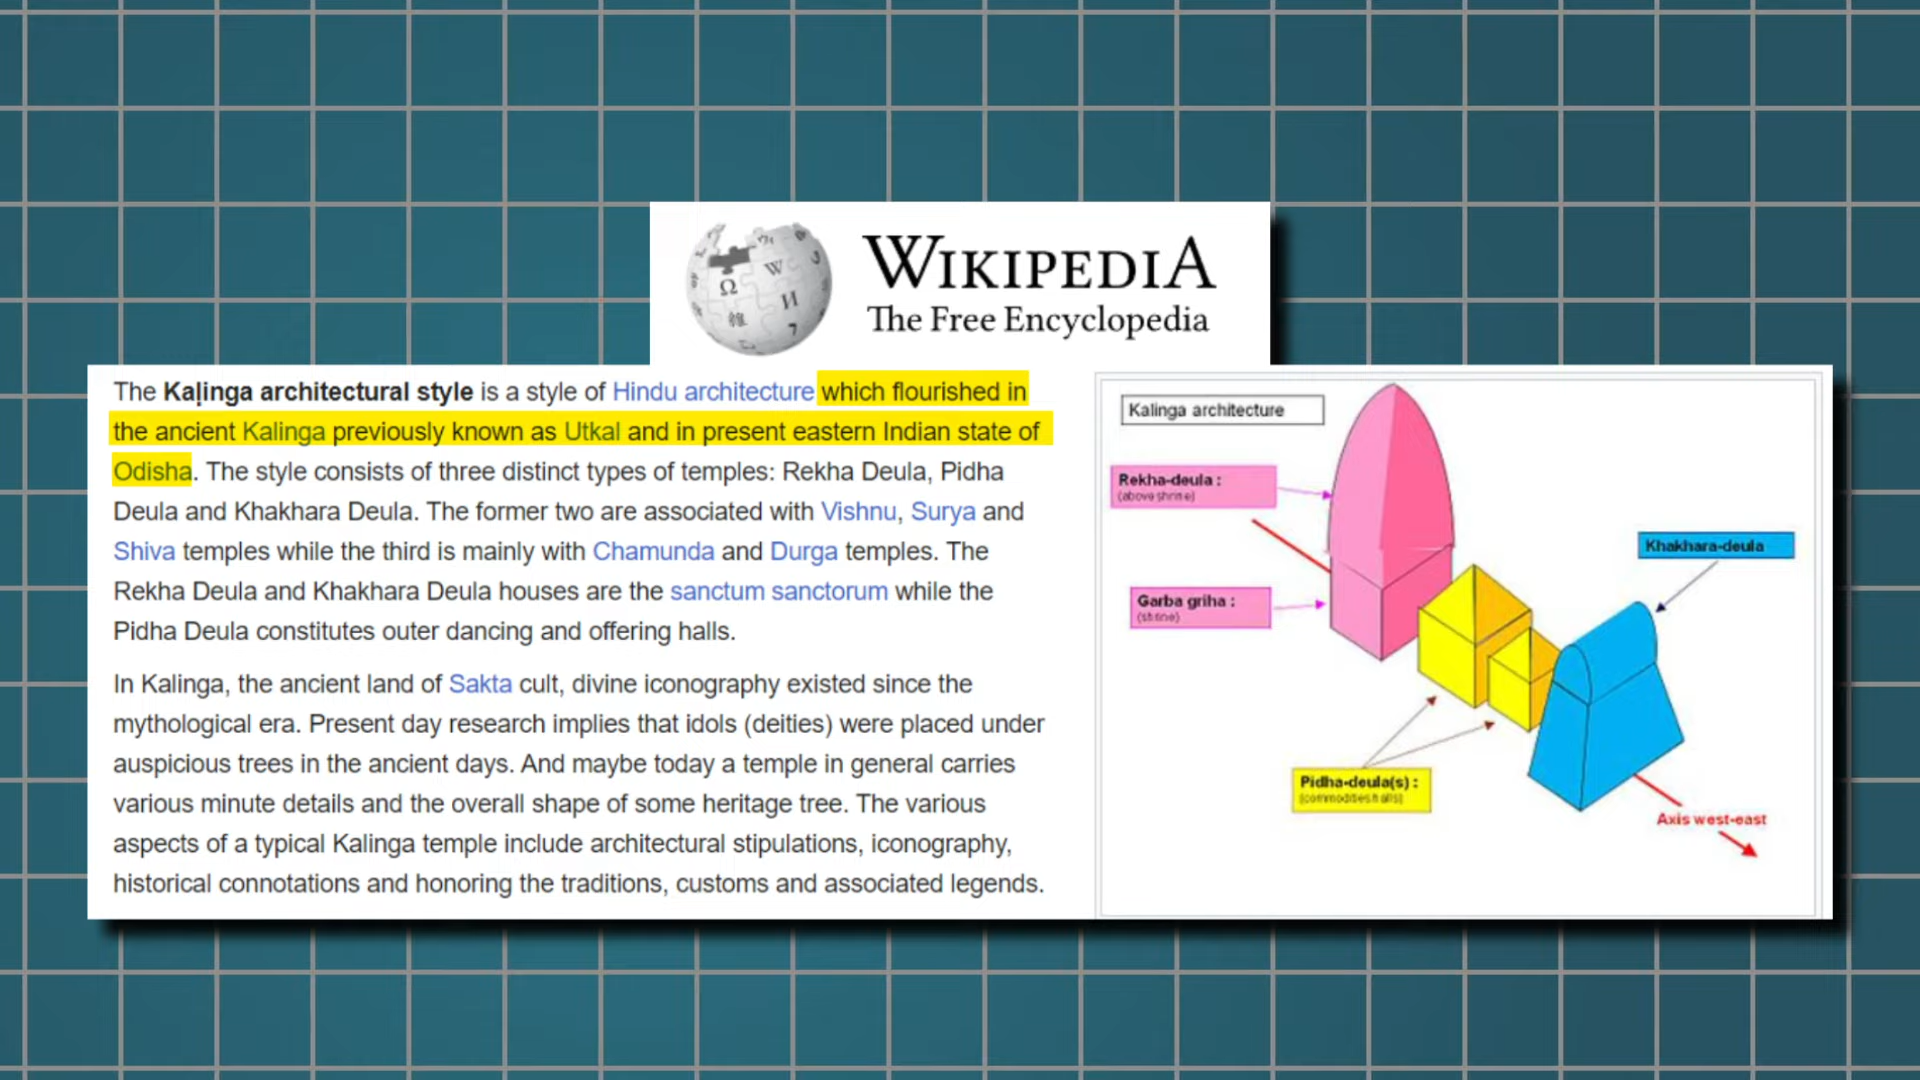 WIKIPEDIA
The Free Encyclopedia
The Kaḷinga architectural style is a style of Hindu architecture which flourished in
the ancient Kalinga previously known as Utkal and in present eastern Indian state of
Odisha. The style consists of three distinct types of temples: Rekha Deula, Pidha
Deula and Khakhara Deula. The former two are associated with Vishnu, Surya and
Shiva temples while the third is mainly with Chamunda and Durga temples. The
Rekha Deula and Khakhara Deula houses are the sanctum sanctorum while the
Pidha Deula constitutes outer dancing and offering halls.
In Kalinga, the ancient land of Sakta cult, divine iconography existed since the
mythological era. Present day research implies that idols (deities) were placed under
auspicious trees in the ancient days. And maybe today a temple in general carries
various minute details and the overall shape of some heritage tree. The various
aspects of a typical Kalinga temple include architectural stipulations, iconography,
historical connotations and honoring the traditions, customs and associated legends.
Kalinga architecture
Rekha-deula :
(above shrine)
Garba griha :
(shrine)
Khakhara-deula
Pidha-deula(s) :
(commodities halls)
Axis west-east